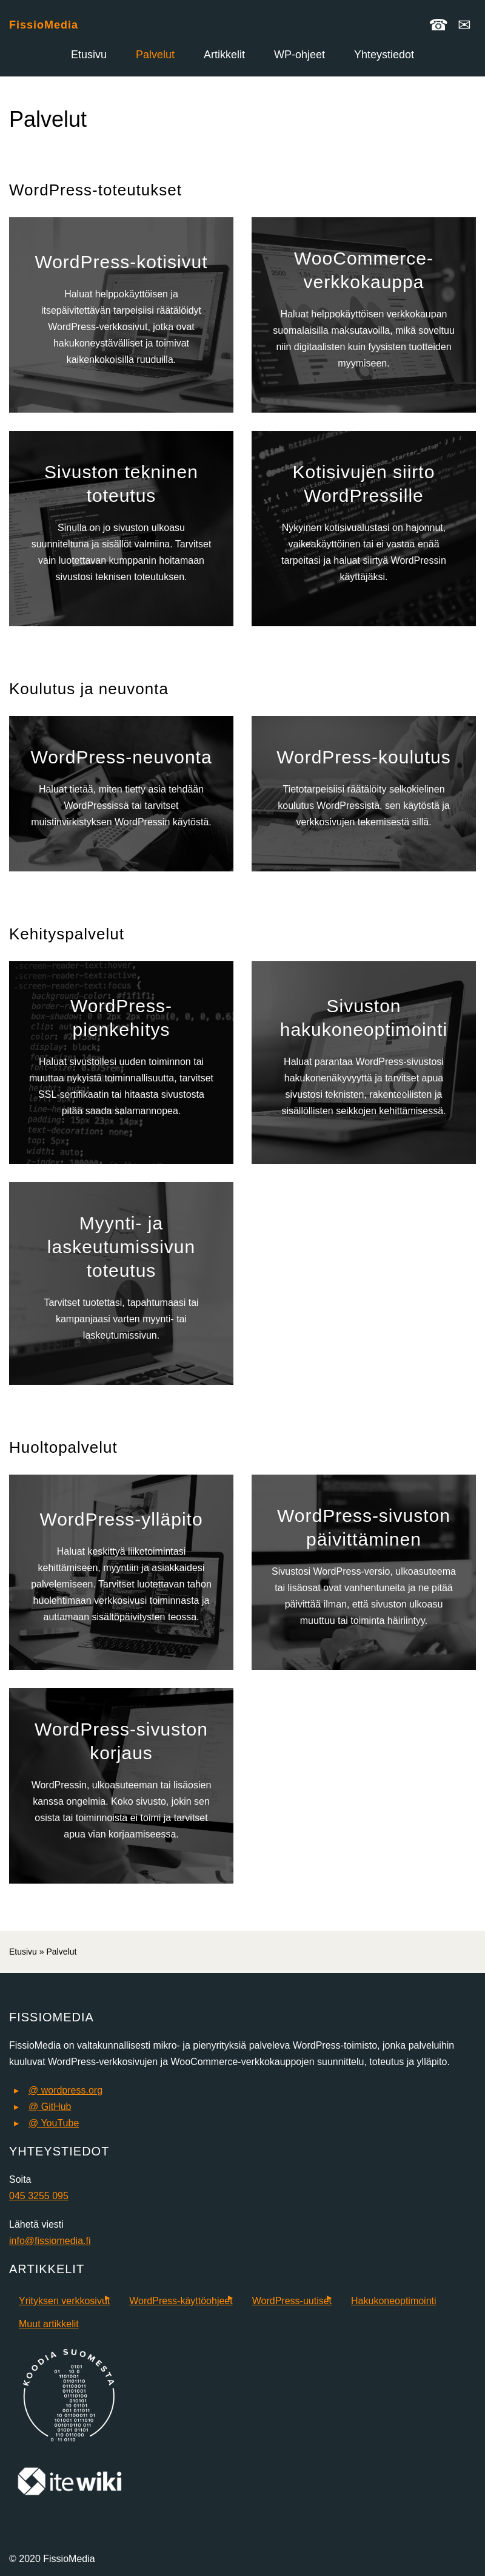 FissioMedia
Etusivu Palvelut Artikkelit WP-ohjeet Yhteystiedot
Palvelut
WordPress-toteutukset
WordPress-kotisivut
Haluat helppokäyttöisen ja
itsepäivitettävän tarpeisiisi räätälöidyt
WordPress-verkkosivut, jotka ovat
hakukoneystävälliset ja toimivat
kaikenkokoisilla ruuduilla.
WooCommerce-
verkkokauppa
Haluat helppohoitoisen verkkokaupan
suomalaisilla maksutavoilla, mikä soveltuu
niin digitaalisten kuin fyysisten tuotteiden
myymiseen.
Sivuston tekninen
toteutus
Sinulla on jo sivuston ulkoasu
suunniteltuna ja sisällöt valmiina. Tarvitset
vain luotettavan kumppanin hoitamaan
sivustosi teknisen toteutuksen.
Kotisivujen siirto
WordPressille
Nykyinen kotisivualustasi on hajonnut,
vaikeakäyttöinen tai ei vastaa enää
tarpeitasi ja haluat siirtyä WordPressin
käyttäjäksi.
Koulutus ja neuvonta
WordPress-neuvonta
Haluat tietää, miten tietty asia tehdään
WordPressissä tai tarvitset
muistinvirkistyksen WordPressin käytöstä.
WordPress-koulutus
Tietotarpeisiisi räätälöity selkokielinen
koulutus WordPressistä, sen käytöstä ja
verkkosivujen tekemisestä sillä.
Kehityspalvelut
WordPress-
pienkehitys
Haluat sivustollesi uuden toiminnon tai
muuttaa nykyistä toiminnallisuutta, tarvitset
SSL-sertifikaatin tai hitaasta sivustosta
pitää saada salamannopea.
Sivuston
hakukoneoptimointi
Haluat parantaa WordPress-sivustosi
hakukonenäkyvyyttä ja tarvitset apua
sivustosi teknisten, rakenteellisten ja
sisällöllisten seikkojen kehittämisessä.
Myynti- ja
laskeutumissivun
toteutus
Tarvitset tuotettasi, tapahtumaasi tai
kampanjaasi varten myynti- tai
laskeutumissivun.
Huoltopalvelut
WordPress-ylläpito
Haluat keskittyä liiketoimintasi
kehittämiseen, myyntiin ja asiakkaidesi
palvelemiseen. Tarvitset luotettavan tahon
huolehtimaan verkkosivusi toiminnasta ja
auttamaan sisältöpäivitysten teossa.
WordPress-sivuston
päivittäminen
Sivustosi WordPress-versio, ulkoasuteema
tai lisäosat ovat vanhentuneita ja ne pitää
päivittää ilman, että sivuston ulkoasu
muuttuu tai toiminta häiriintyy.
WordPress-sivuston
korjaus
WordPressin, ulkoasuteeman tai lisäosien
kanssa ongelmia. Koko sivusto, jokin sen
osista tai toiminnoista ei toimi ja tarvitset
apua vian korjaamiseessa.
Etusivu » Palvelut
FISSIOMEDIA
FissioMedia on valtakunnallisesti mikro- ja pienyrityksiä palveleva WordPress-toimisto, jonka palveluihin
kuuluvat WordPress-verkkosivujen ja WooCommerce-verkkokauppojen suunnittelu, toteutus ja ylläpito.
@ wordpress.org
@ GitHub
@ YouTube
YHTEYSTIEDOT
Soita
045 3255 095
Lähetä viesti
info@fissiomedia.fi
ARTIKKELIT
Yrityksen verkkosivut WordPress-käyttöohjeet WordPress-uutiset Hakukoneoptimointi
Muut artikkelit
KOODIA SUOMESTA
itewiki
© 2020 FissioMedia